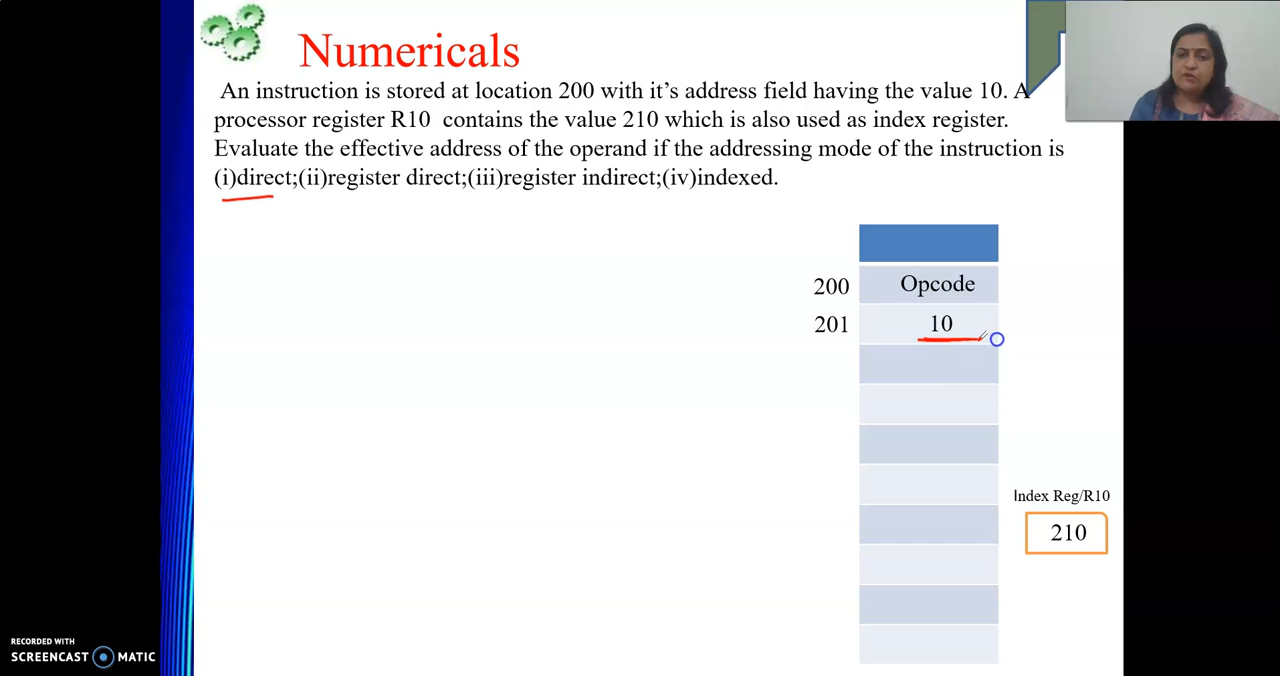 Numericals
An instruction is stored at location 200 with it's address field having the value 10. A
processor register R10 contains the value 210 which is also used as index register.
Evaluate the effective address of the operand if the addressing mode of the instruction is
(i)direct;(ii)register direct;(iii)register indirect;(iv)indexed.
200 Opcode
201 10
Index Reg/R10
210
RECORDED WITH
SCREENCAST MATIC